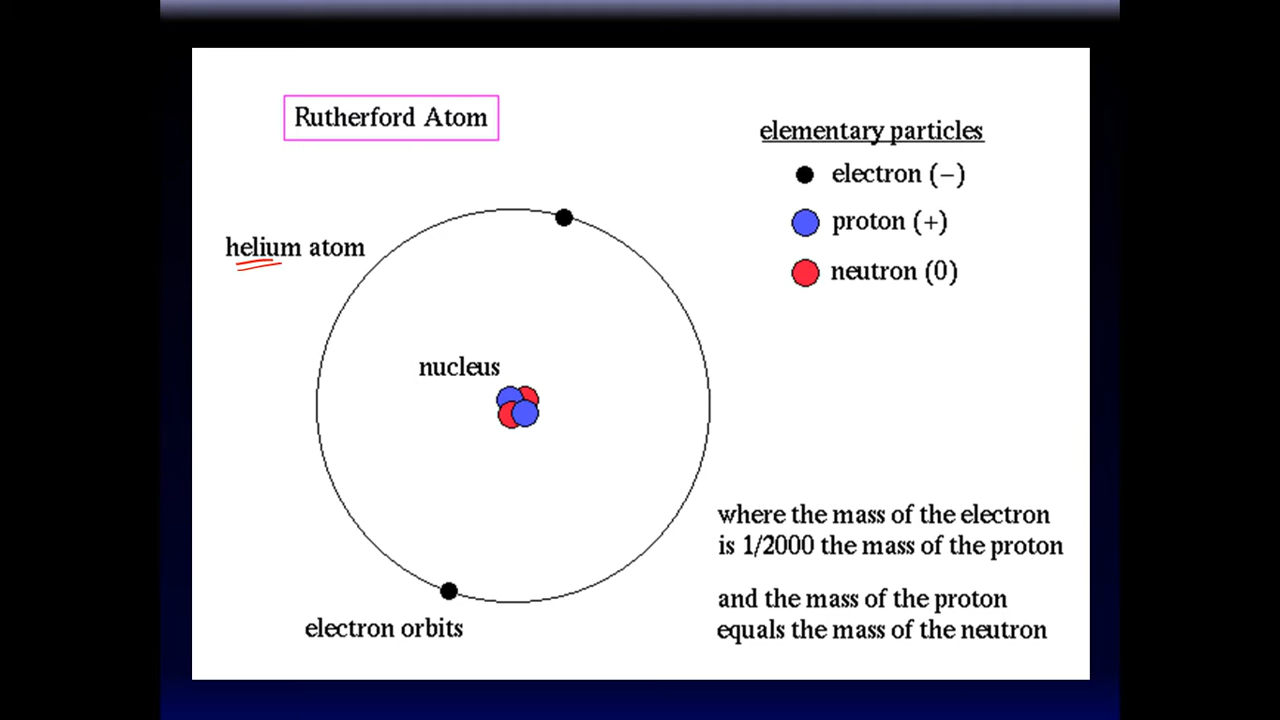 Rutherford Atom
elementary particles
electron (−)
proton (+)
neutron (0)
helium atom
nucleus
electron orbits
where the mass of the electron
is 1/2000 the mass of the proton
and the mass of the proton
equals the mass of the neutron